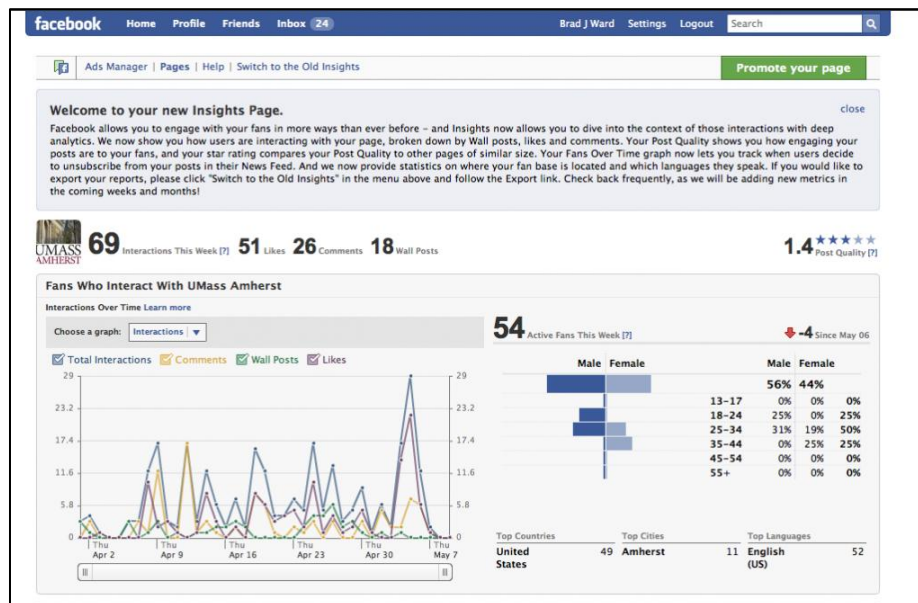 facebook Home Profile Friends Inbox 24 Brad J Ward Settings Logout Search
Ads Manager | Pages | Help | Switch to the Old Insights Promote your page
Welcome to your new Insights Page. close
Facebook allows you to engage with your fans in more ways than ever before – and Insights now allows you to dive into the context of those interactions with deep
analytics. We now show you how users are interacting with your page, broken down by Wall posts, likes and comments. Your Post Quality shows you how engaging your
posts are to your fans, and your star rating compares your Post Quality to other pages of similar size. Your Fans Over Time graph now lets you track when users decide
to unsubscribe from your posts in their News Feed. And we now provide statistics on where your fan base is located and which languages they speak. If you would like to
export your reports, please click "Switch to the Old Insights" in the menu above and follow the Export link. Check back frequently, as we will be adding new metrics in
the coming weeks and months!
UMASS
AMHERST
69 Interactions This Week [?] 51 Likes 26 Comments 18 Wall Posts
1.4 Post Quality [?]
Fans Who Interact With UMass Amherst
Interactions Over Time Learn more
Choose a graph: Interactions
Total Interactions Comments Wall Posts Likes
29 29
23.2 23.2
17.4 17.4
11.6 11.6
5.8 5.8
0 0
Thu Thu Thu Thu Thu Thu
Apr 2 Apr 9 Apr 16 Apr 23 Apr 30 May 7
54 Active Fans This Week [?] -4 Since May 06
Male Female Male Female
56% 44%
13-17 0% 0% 0%
18-24 25% 0% 25%
25-34 31% 19% 50%
35-44 0% 25% 25%
45-54 0% 0% 0%
55+ 0% 0% 0%
Top Countries Top Cities Top Languages
United 49 Amherst 11 English 52
States (US)